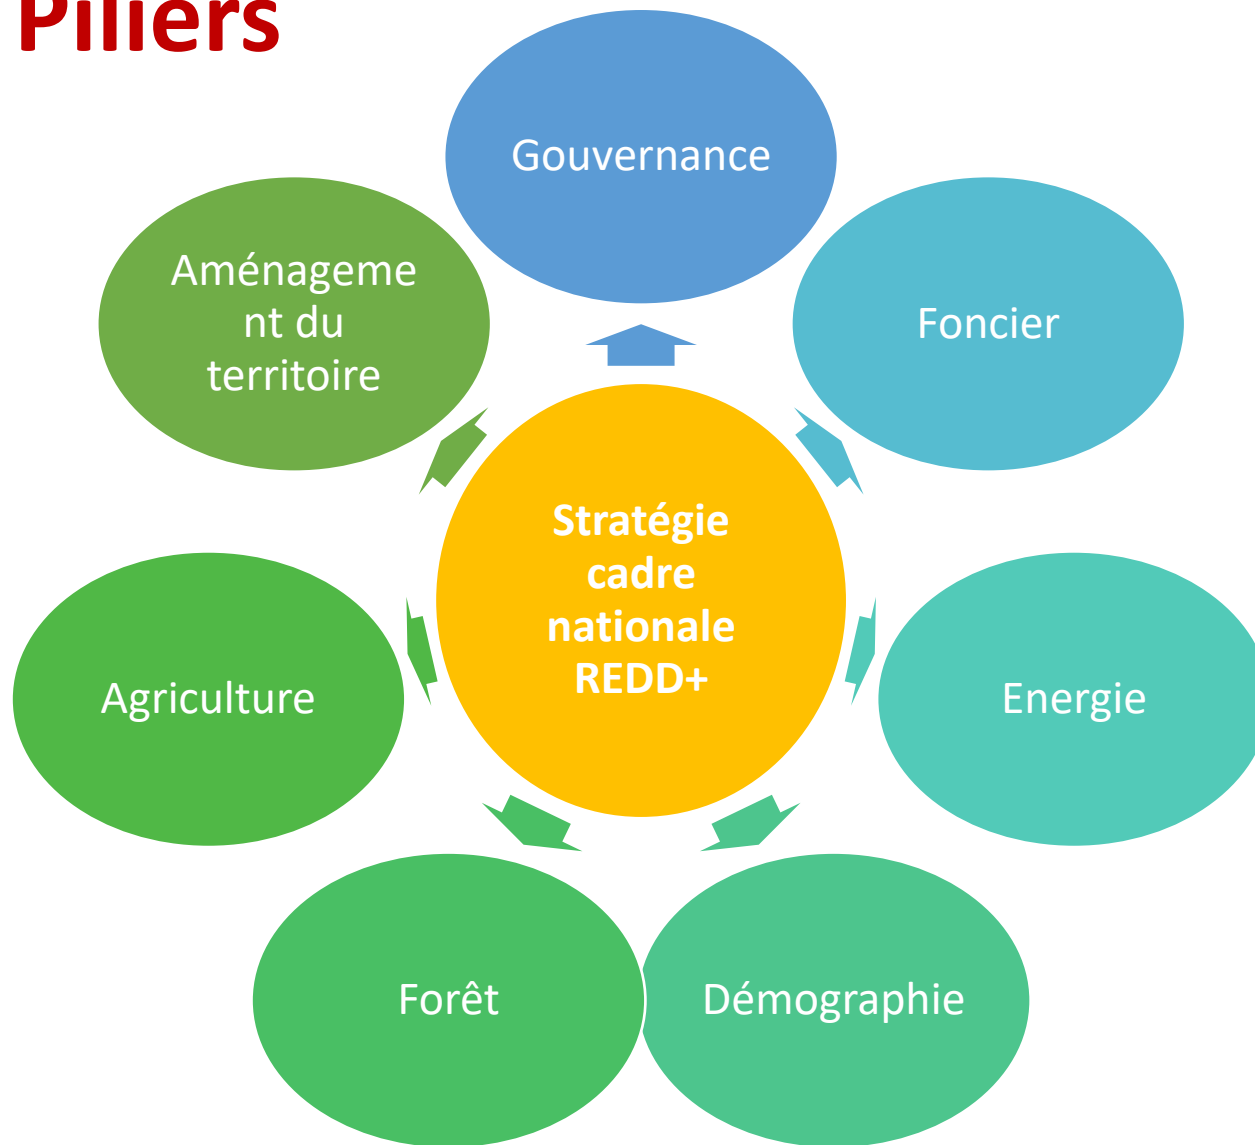 Piliers
Gouvernance
Foncier
Energie
Démographie
Forêt
Agriculture
Aménageme
nt du
territoire
Stratégie
cadre
nationale
REDD+